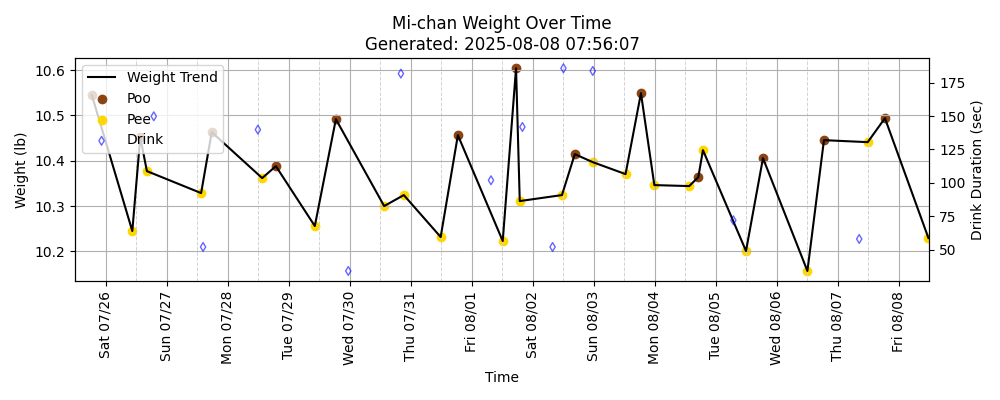 Mi-chan Weight Over Time
Generated: 2025-08-08 07:56:07
Weight (lb)
10.6
10.5
10.4
10.3
10.2
Weight Trend
Poo
Pee
Drink
175
150
125
100
75
50
Drink Duration (sec)
Sat 07/26
Sun 07/27
Mon 07/28
Tue 07/29
Wed 07/30
Thu 07/31
Fri 08/01
Sat 08/02
Sun 08/03
Mon 08/04
Tue 08/05
Wed 08/06
Thu 08/07
Fri 08/08
Time